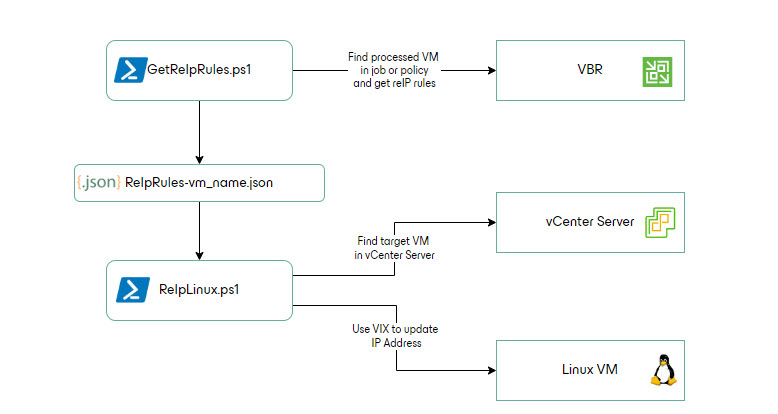 GetReIpRules.ps1
Find processed VM
in job or policy
and get reIP rules
VBR
{.json} ReIpRules-vm_name.json
vCenter Server
Find target VM
in vCenter Server
ReIpLinux.ps1
Use VIX to update
IP Address
Linux VM